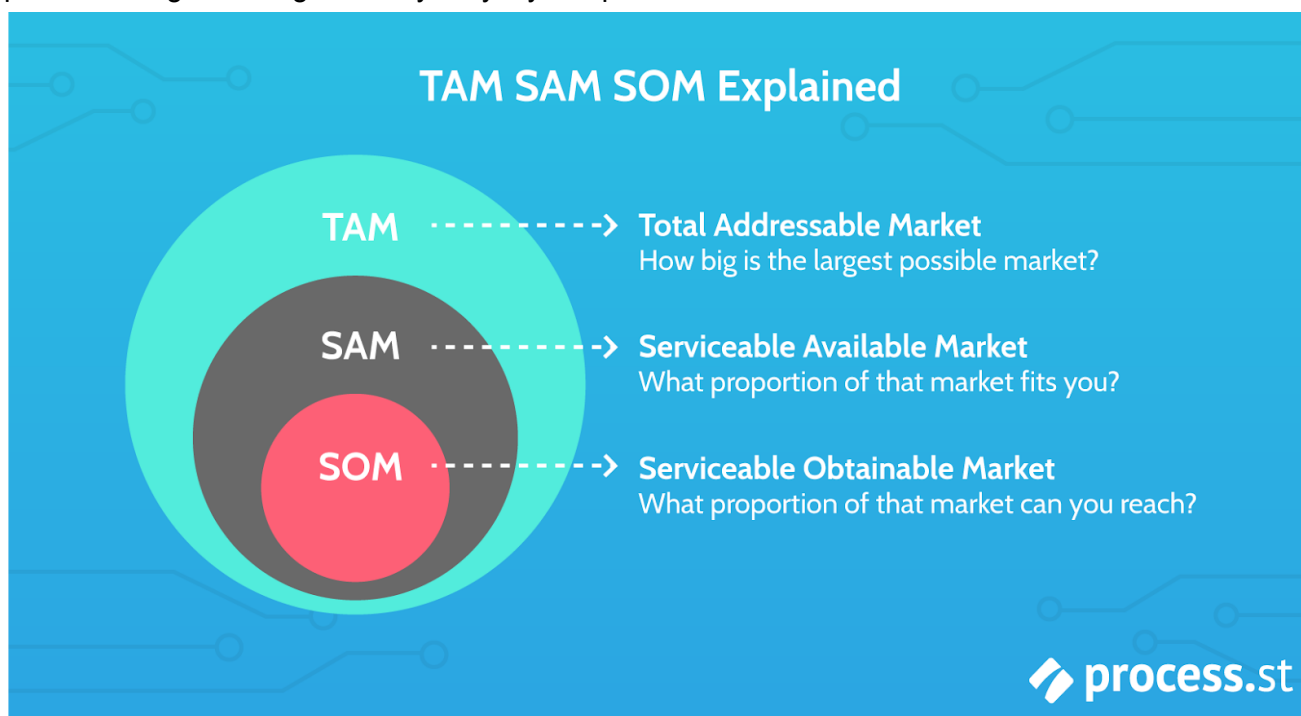 TAM SAM SOM Explained
TAM
Total Addressable Market
How big is the largest possible market?
SAM
Serviceable Available Market
What proportion of that market fits you?
SOM
Serviceable Obtainable Market
What proportion of that market can you reach?
process.st